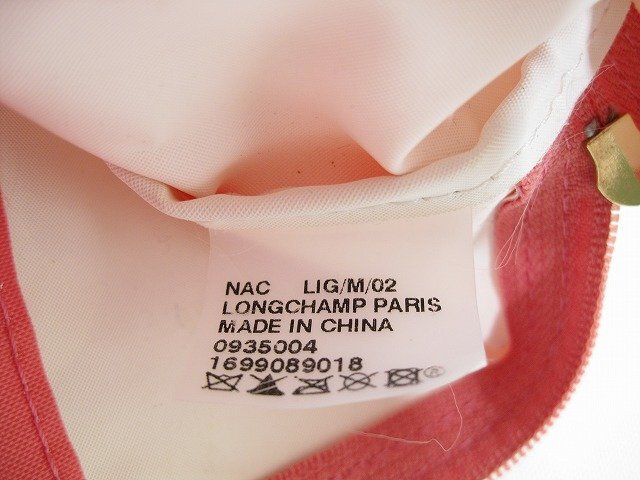 NAC LIG/M/02
LONGCHAMP PARIS
MADE IN CHINA
0935004
1699089018
®